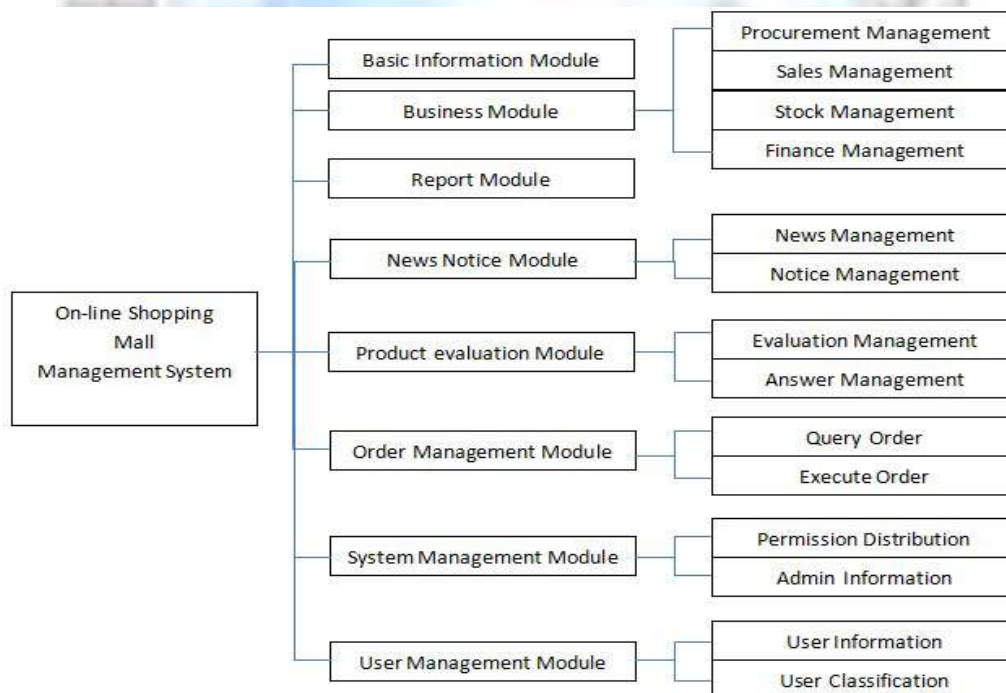 On-line Shopping
Mall
Management System
Basic Information Module
Business Module
Procurement Management
Sales Management
Stock Management
Finance Management
Report Module
News Notice Module
News Management
Notice Management
Product evaluation Module
Evaluation Management
Answer Management
Order Management Module
Query Order
Execute Order
System Management Module
Permission Distribution
Admin Information
User Management Module
User Information
User Classification